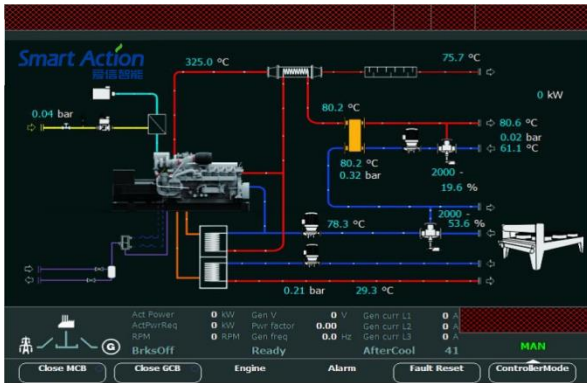 Smart Action
爱信智能
325.0 °C
75.7 °C
0 kW
0.04 bar
80.2 °C
80.6 °C
0.02 bar
61.1 °C
80.2 °C
0.32 bar
2000 -
19.6 %
2000 -
53.6 %
78.3 °C
0.21 bar
29.3 °C
Act Power 0 kW Gen V 0 V Gen curr L1 0 A
ActPwrReq 0 kW Pwr factor 0.00 Gen curr L2 0 A
RPM 0 RPM Gen freq 0.0 Hz Gen curr L3 0 A
BrksOff Ready AfterCool 41
MAN
G
Close MCB Close GCB Engine Alarm Fault Reset ControllerMode